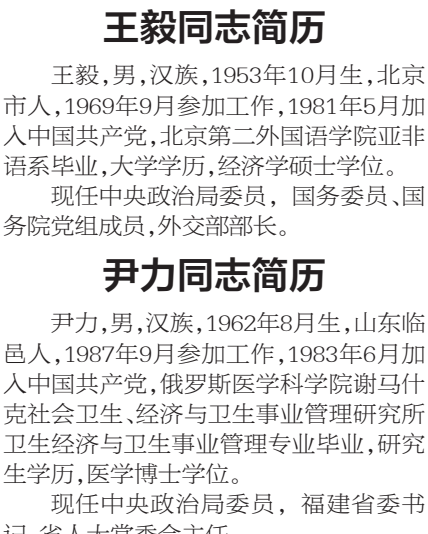 王毅同志简历
王毅,男,汉族,1953年10月生,北京
市人,1969年9月参加工作,1981年5月加
入中国共产党,北京第二外国语学院亚非
语系毕业,大学学历,经济学硕士学位。
现任中央政治局委员，国务委员、国
务院党组成员,外交部部长。
尹力同志简历
尹力,男,汉族,1962年8月生,山东临
邑人,1987年9月参加工作,1983年6月加
入中国共产党,俄罗斯医学科学院谢马什
克社会卫生、经济与卫生事业管理研究所
卫生经济与卫生事业管理专业毕业,研究
生学历,医学博士学位。
现任中央政治局委员，福建省委书
记、省人大常委会主任